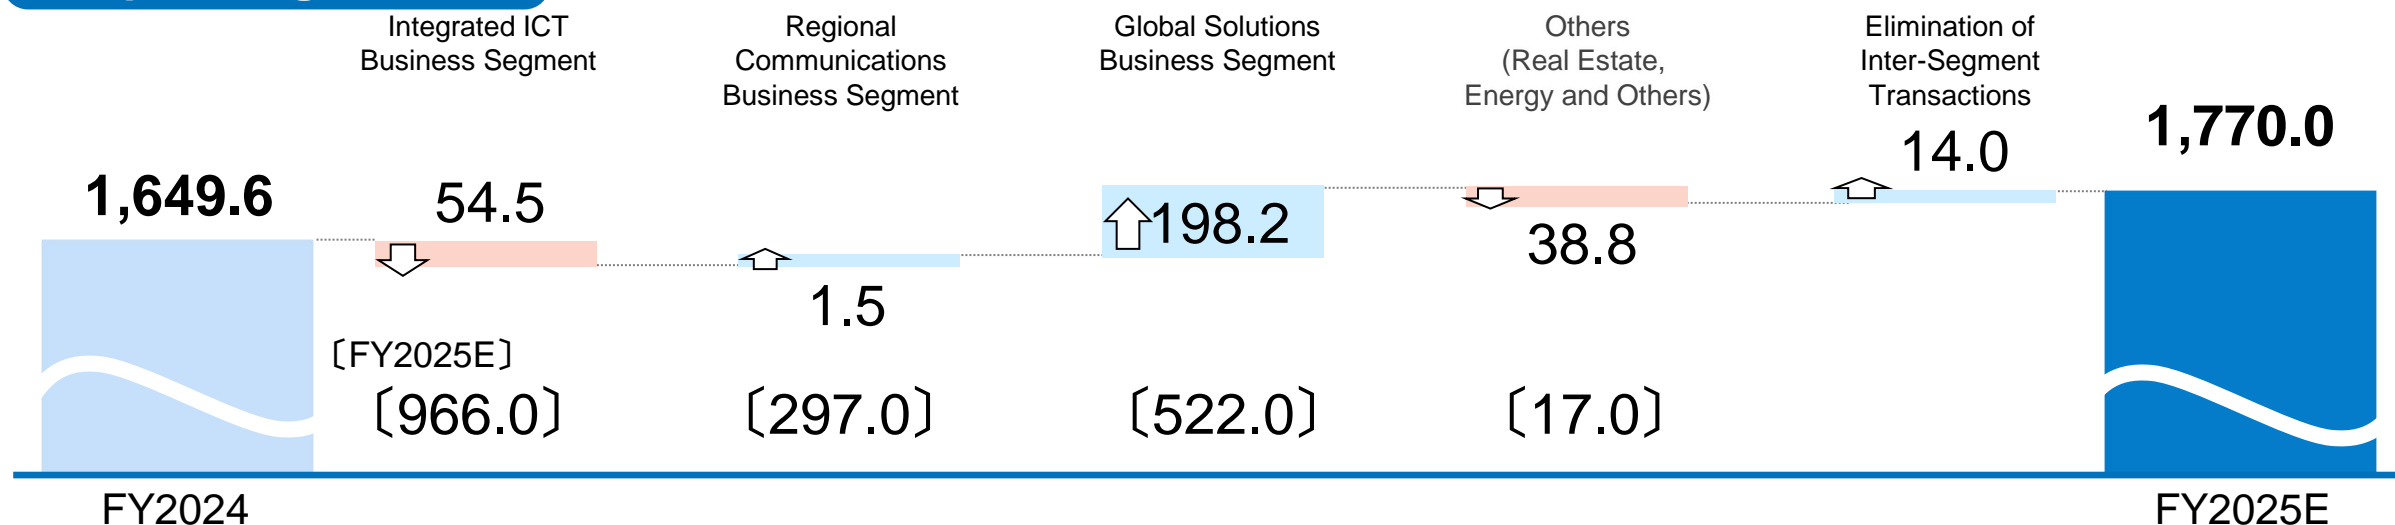 Integrated ICT
Business Segment
Regional
Communications
Business Segment
Global Solutions
Business Segment
Others
(Real Estate,
Energy and Others)
Elimination of
Inter-Segment
Transactions
1,649.6
54.5
1.5
198.2
38.8
14.0
1,770.0
〔FY2025E〕
〔966.0〕
〔297.0〕
〔522.0〕
〔17.0〕
FY2024
FY2025E